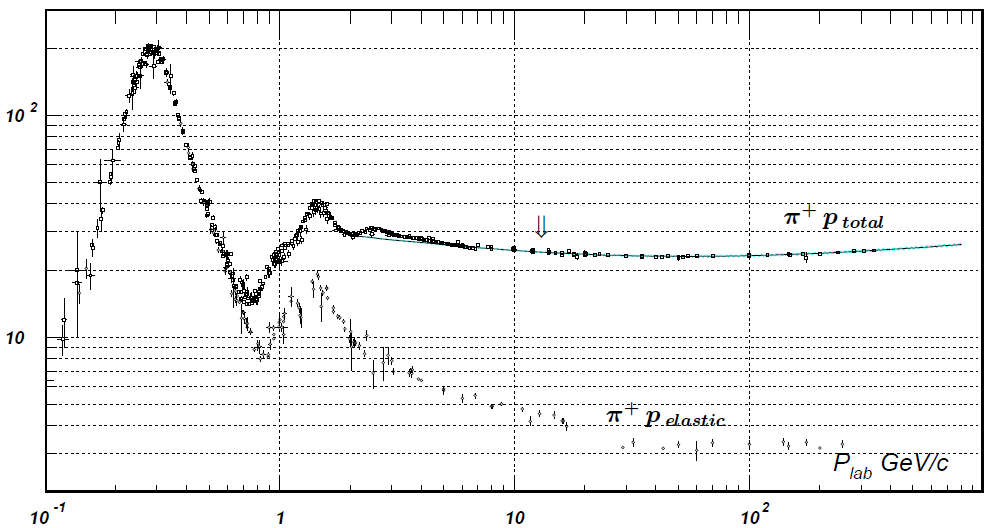 10 ²
π⁺ p total
10
π⁺ p elastic
P lab GeV/c
10 ⁻¹ 1 10 10 ²